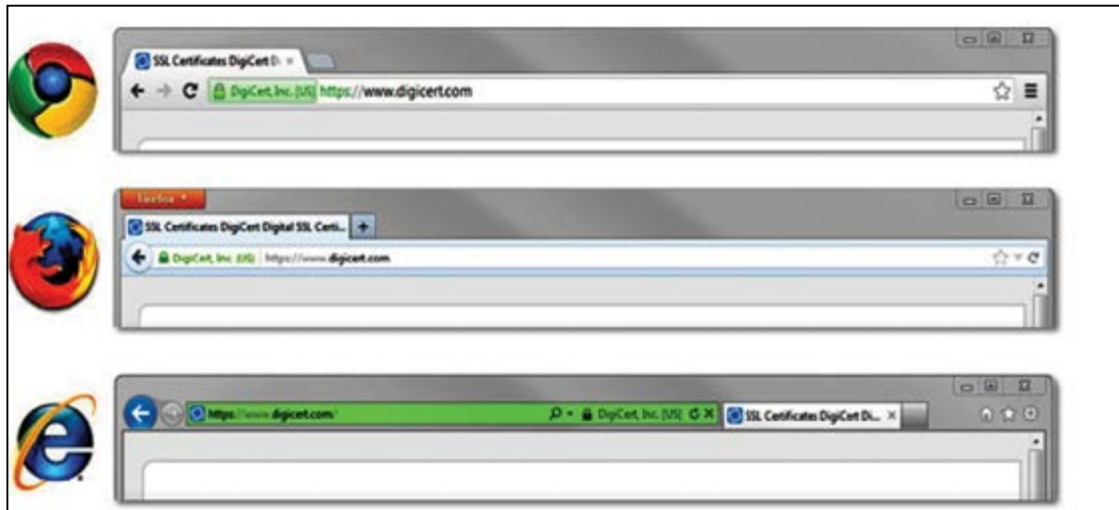 SSL Certificates DigiCert D
DigiCert, Inc. [US] https://www.digicert.com
Firefox
SSL Certificates DigiCert Digital SSL Certi...
DigiCert, Inc. (US) https://www.digicert.com
https://www.digicert.com/ DigiCert, Inc. [US] SSL Certificates DigiCert Di...